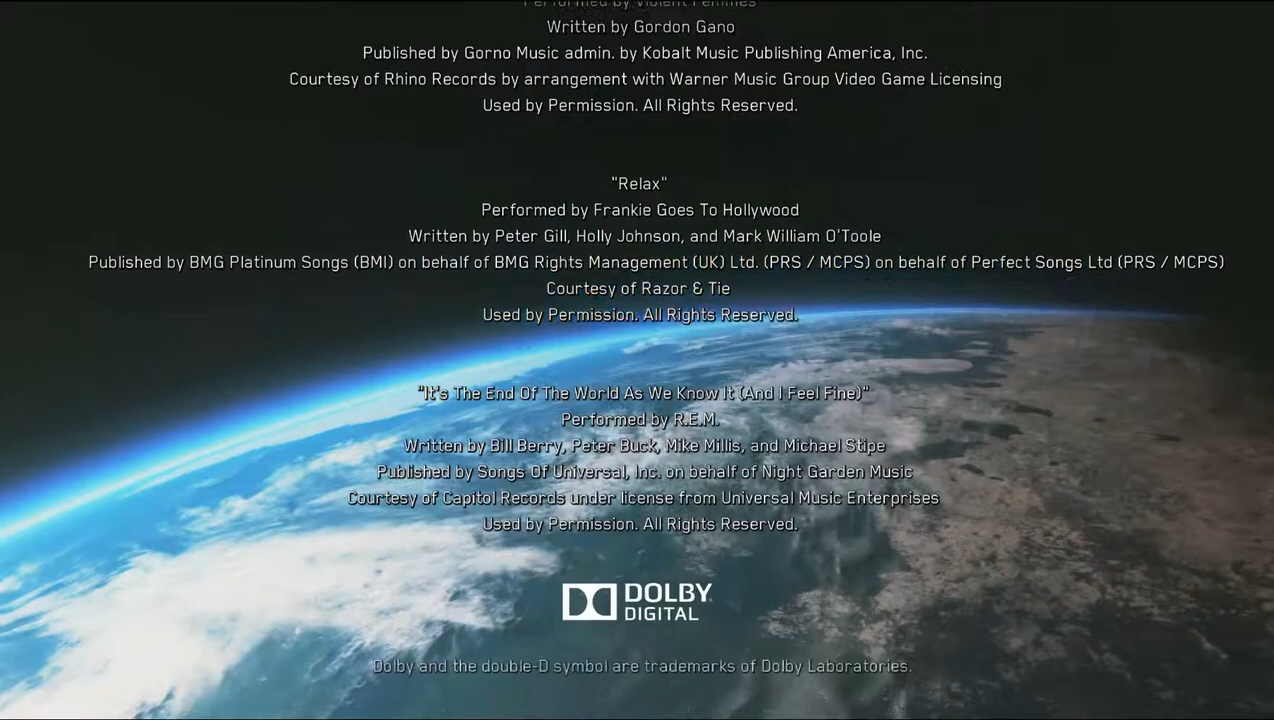 Performed by Violent Femmes
Written by Gordon Gano
Published by Gorno Music admin. by Kobalt Music Publishing America, Inc.
Courtesy of Rhino Records by arrangement with Warner Music Group Video Game Licensing
Used by Permission. All Rights Reserved.
"Relax"
Performed by Frankie Goes To Hollywood
Written by Peter Gill, Holly Johnson, and Mark William O'Toole
Published by BMG Platinum Songs (BMI) on behalf of BMG Rights Management (UK) Ltd. (PRS / MCPS) on behalf of Perfect Songs Ltd (PRS / MCPS)
Courtesy of Razor & Tie
Used by Permission. All Rights Reserved.
"It's The End Of The World As We Know It (And I Feel Fine)"
Performed by R.E.M.
Written by Bill Berry, Peter Buck, Mike Millis, and Michael Stipe
Published by Songs Of Universal, Inc. on behalf of Night Garden Music
Courtesy of Capitol Records under license from Universal Music Enterprises
Used by Permission. All Rights Reserved.
DOLBY
DIGITAL
Dolby and the double-D symbol are trademarks of Dolby Laboratories.